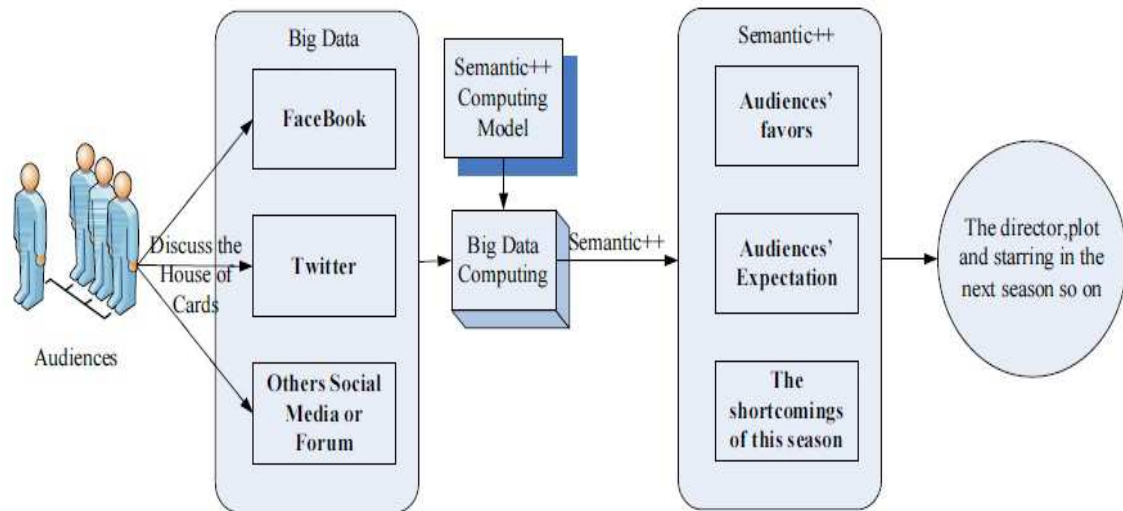 Audiences
Discuss the
House of
Cards
Big Data
FaceBook
Twitter
Others Social
Media or
Forum
Semantic++
Computing
Model
Big Data
Computing
Semantic++
Semantic++
Audiences'
favors
Audiences'
Expectation
The
shortcomings
of this season
The director,plot
and starring in the
next season so on